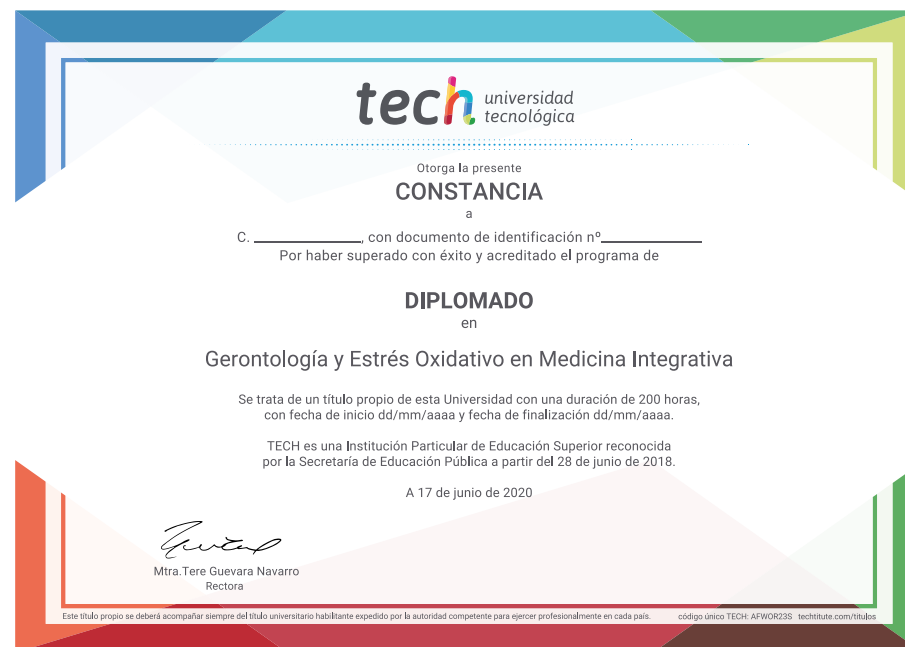 tech universidad
tecnológica
Otorga la presente
CONSTANCIA
a
C. ____________, con documento de identificación nº____________
Por haber superado con éxito y acreditado el programa de
DIPLOMADO
en
Gerontología y Estrés Oxidativo en Medicina Integrativa
Se trata de un título propio de esta Universidad con una duración de 200 horas,
con fecha de inicio dd/mm/aaaa y fecha de finalización dd/mm/aaaa.
TECH es una Institución Particular de Educación Superior reconocida
por la Secretaría de Educación Pública a partir del 28 de junio de 2018.
A 17 de junio de 2020
Mtra.Tere Guevara Navarro
Rectora
Este título propio se deberá acompañar siempre del título universitario habilitante expedido por la autoridad competente para ejercer profesionalmente en cada país. código único TECH: AFWOR23S techtitute.com/titulos